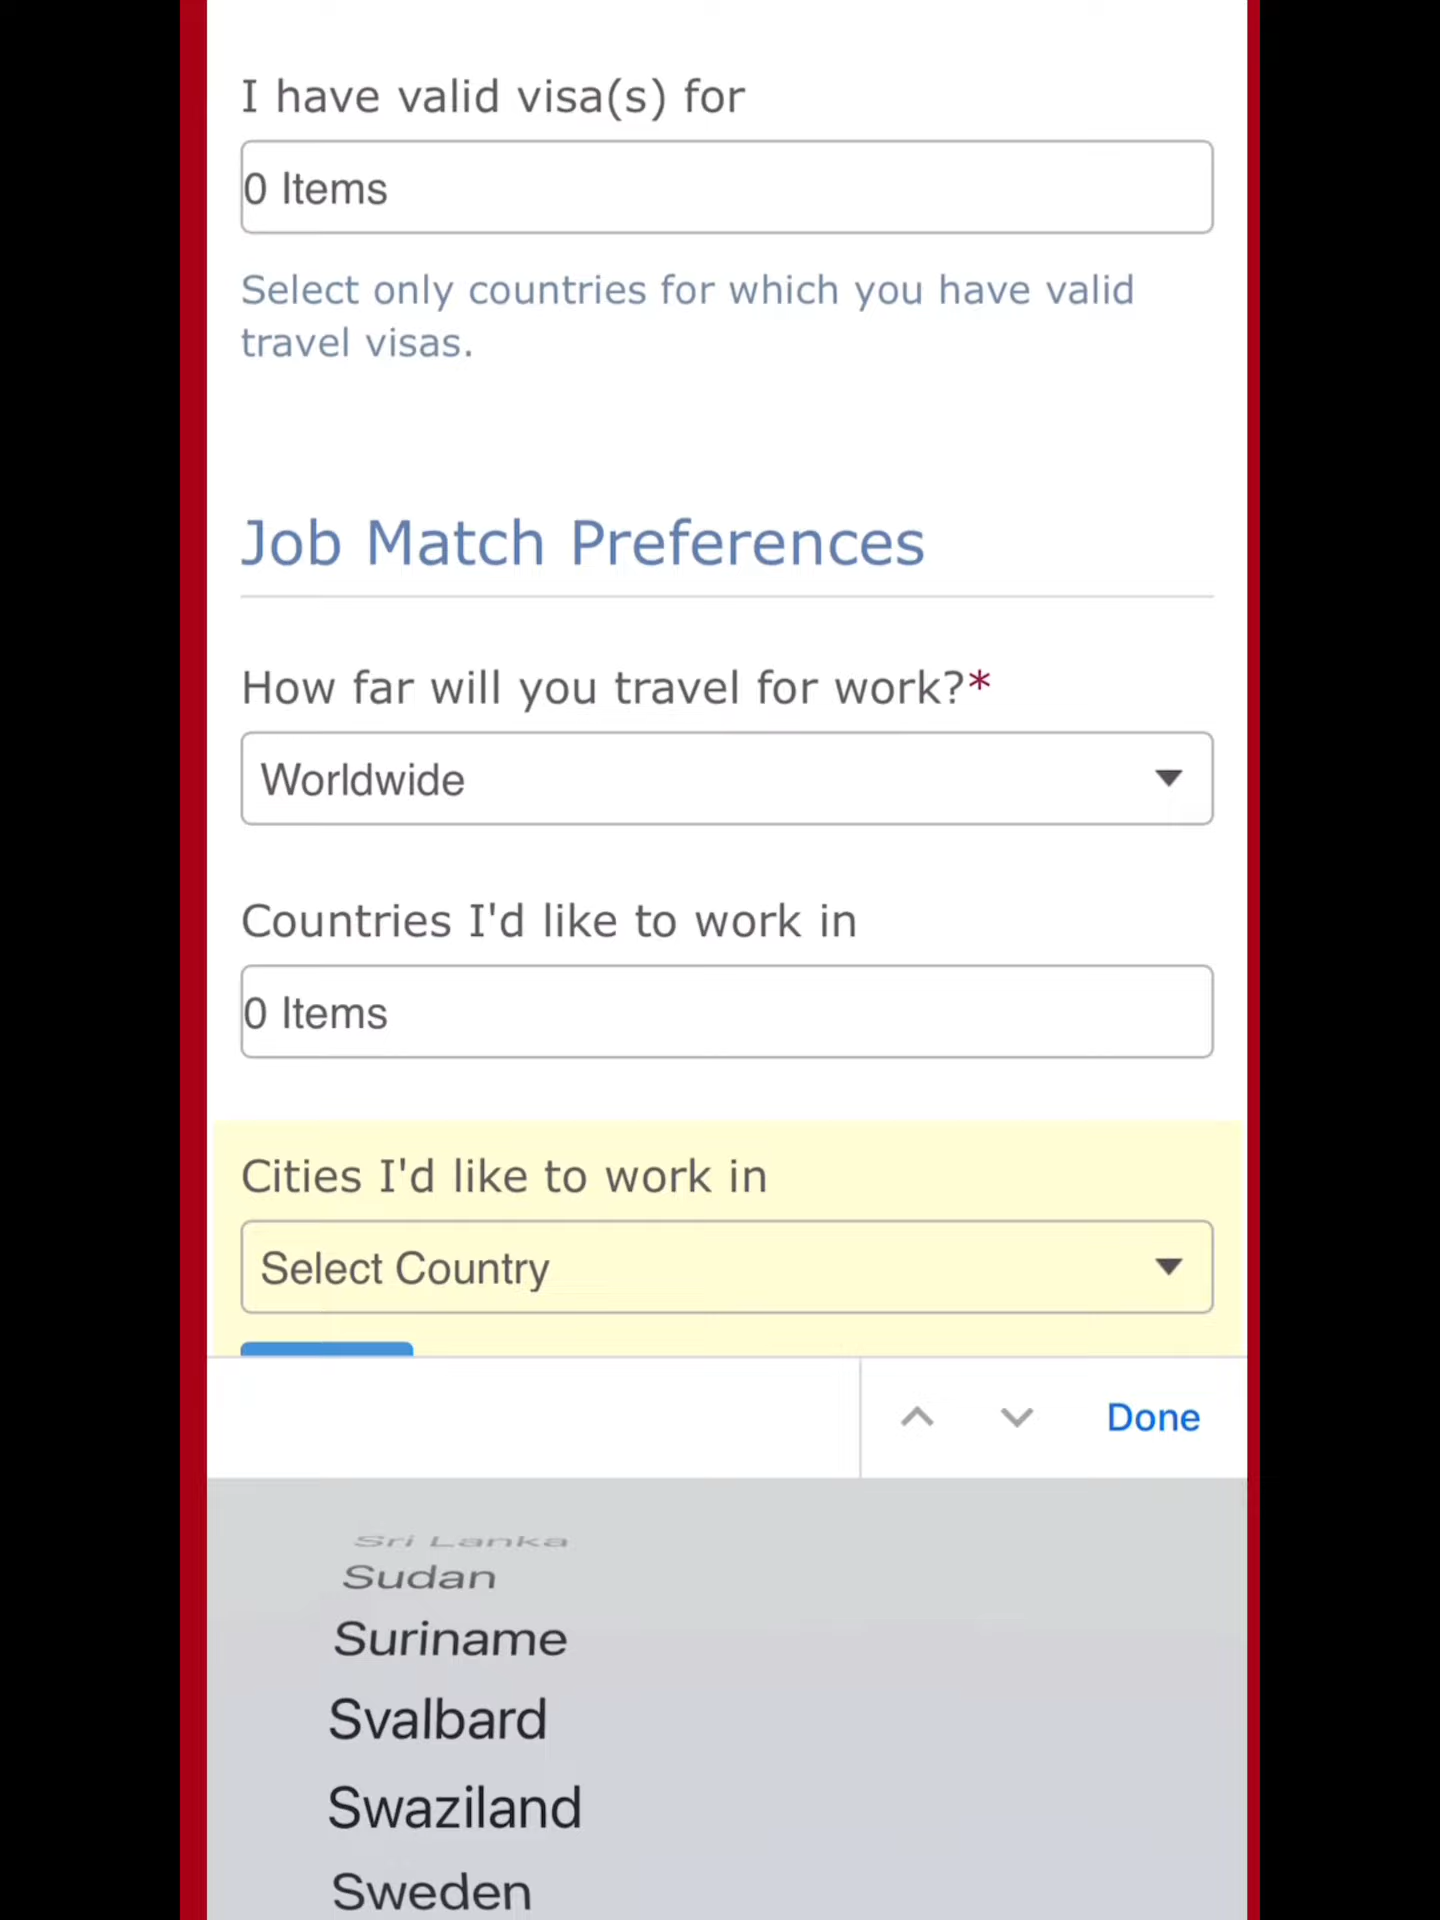 I have valid visa(s) for
0 Items
Select only countries for which you have valid
travel visas.
Job Match Preferences
How far will you travel for work?*
Worldwide
Countries I'd like to work in
0 Items
Cities I'd like to work in
Select Country
Done
Sri Lanka
Sudan
Suriname
Svalbard
Swaziland
Sweden